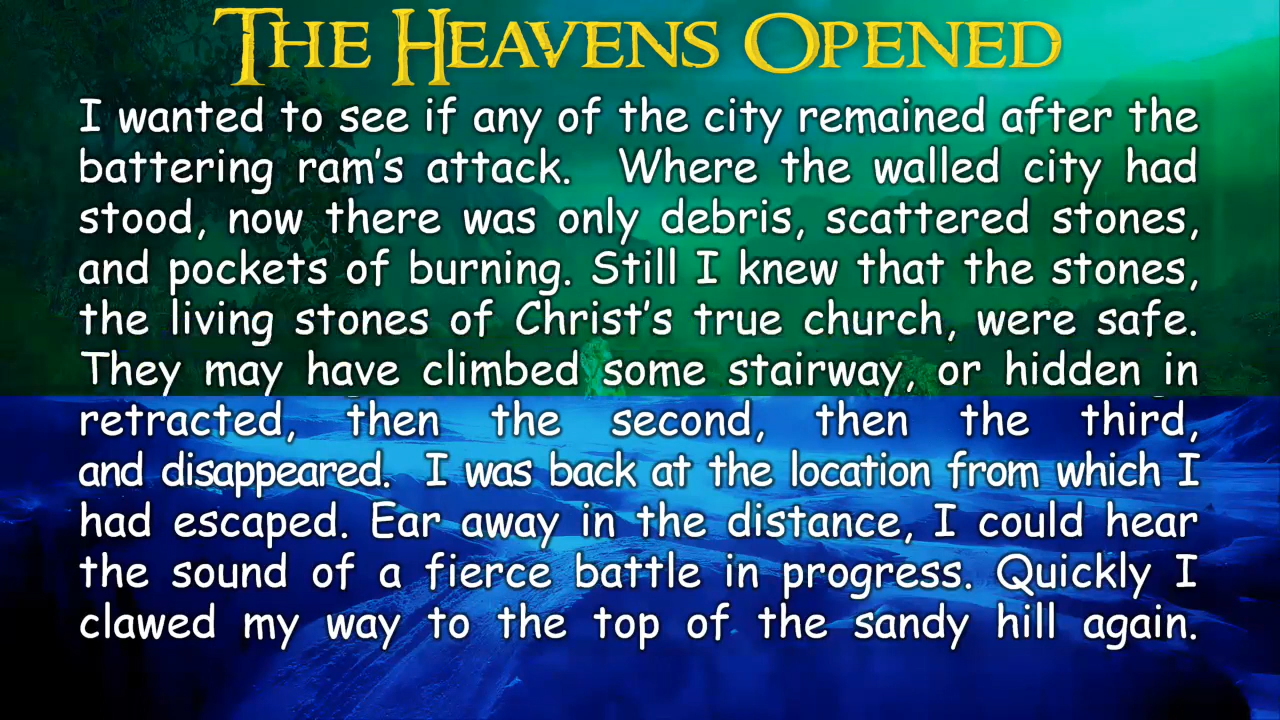 THE HEAVENS OPENED
I wanted to see if any of the city remained after the
battering ram's attack.  Where the walled city had
stood, now there was only debris, scattered stones,
and pockets of burning. Still I knew that the stones,
the living stones of Christ's true church, were safe.
They may have climbed some stairway, or hidden in
retracted, then the second, then the third,
and disappeared.  I was back at the location from which I
had escaped. Ear away in the distance, I could hear
the sound of a fierce battle in progress. Quickly I
clawed my way to the top of the sandy hill again.